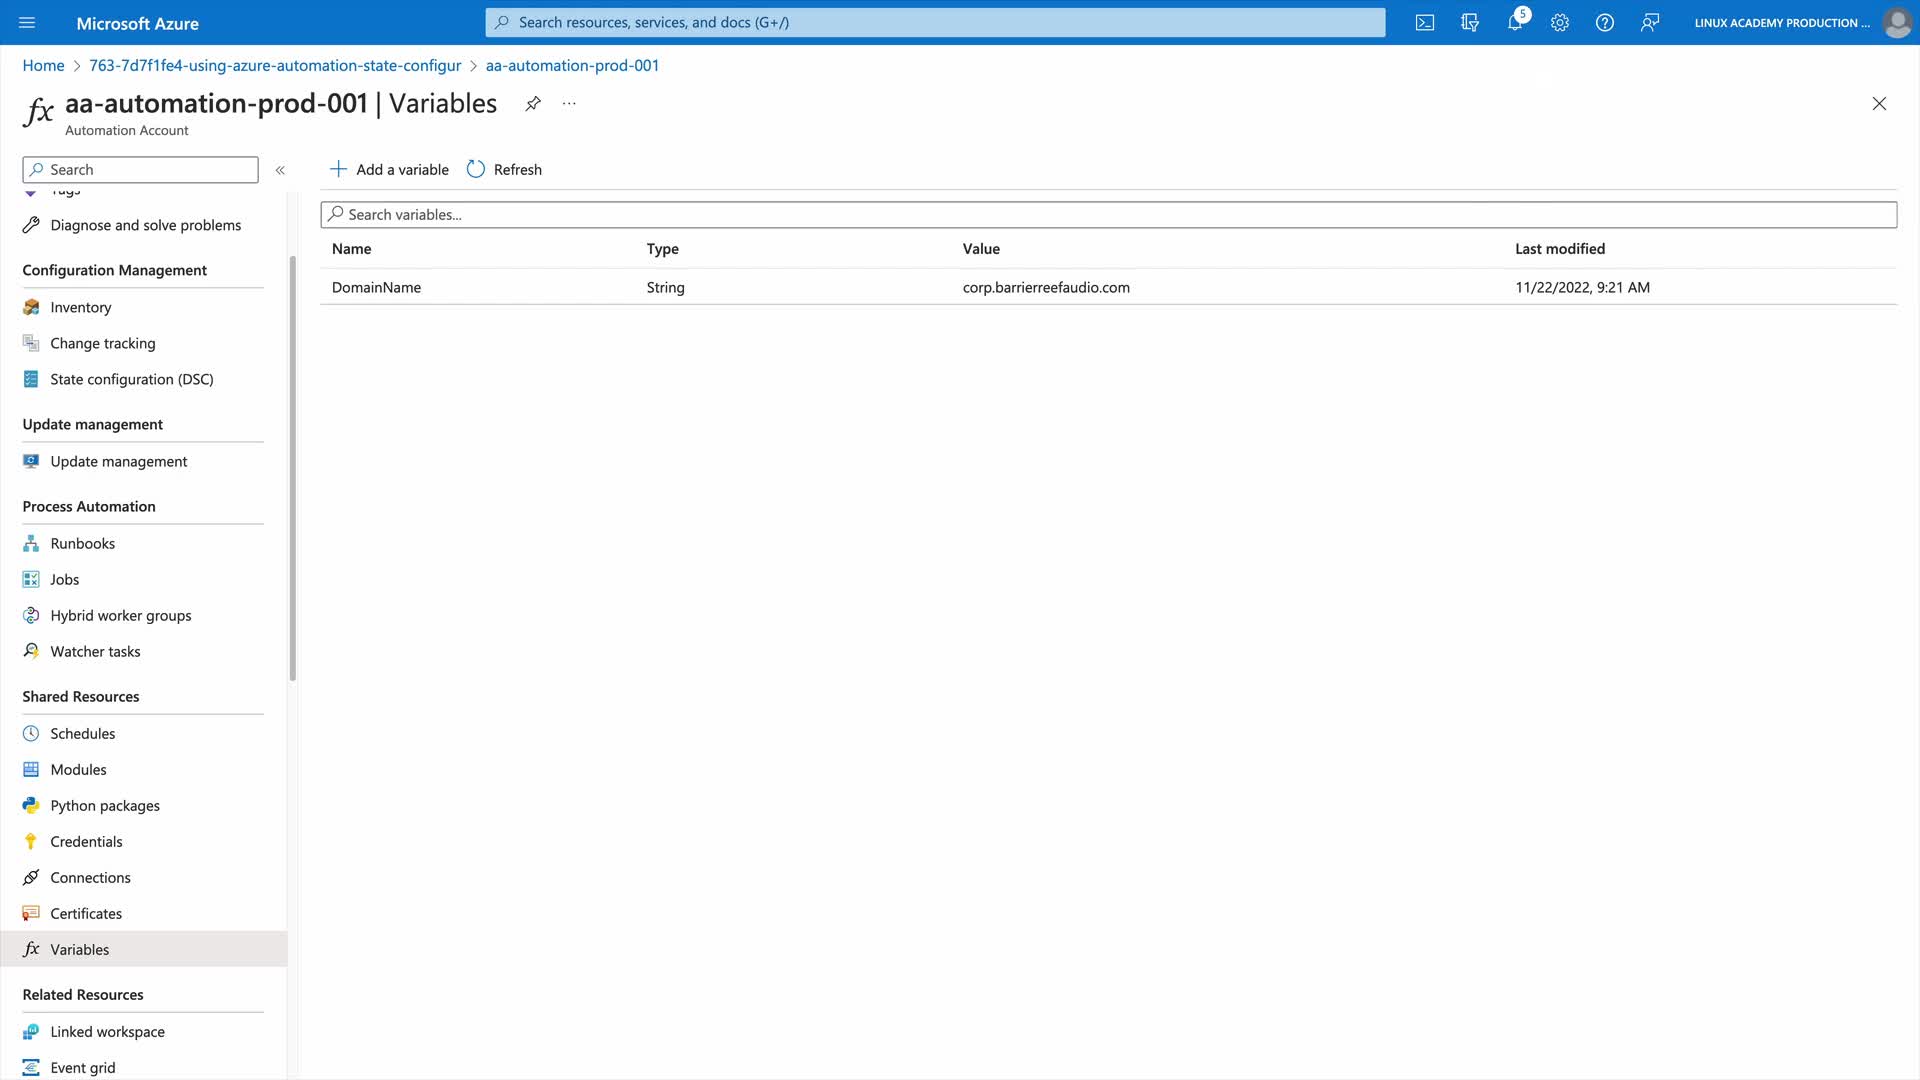 Microsoft Azure
Search resources, services, and docs (G+/)
5
LINUX ACADEMY PRODUCTION ...
Home > 763-7d7f1fe4-using-azure-automation-state-configur > aa-automation-prod-001
fx aa-automation-prod-001 | Variables ...
Automation Account
Search «
Add a variable Refresh
Tags
Search variables...
Diagnose and solve problems
Name Type Value Last modified
Configuration Management
DomainName String corp.barrierreefaudio.com 11/22/2022, 9:21 AM
Inventory
Change tracking
State configuration (DSC)
Update management
Update management
Process Automation
Runbooks
Jobs
Hybrid worker groups
Watcher tasks
Shared Resources
Schedules
Modules
Python packages
Credentials
Connections
Certificates
fx Variables
Related Resources
Linked workspace
Event grid